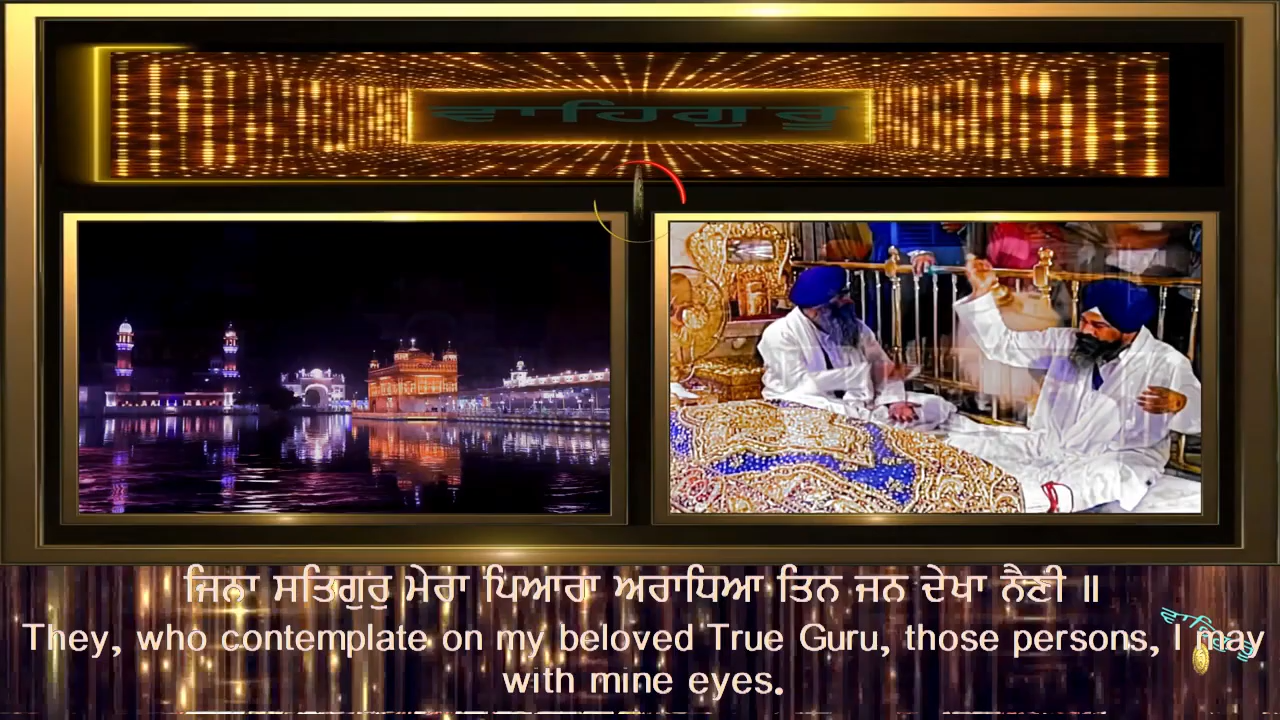 ਵਾਹਿਗੁਰੂ
ਜਿਨਾ ਸਤਿਗੁਰੁ ਮੇਰਾ ਪਿਆਰਾ ਅਰਾਧਿਆ ਤਿਨ ਜਨ ਦੇਖਾ ਨੈਣੀ ॥
They, who contemplate on my beloved True Guru, those persons, I may
with mine eyes.
ਵਾਹਿਗੁਰੂ